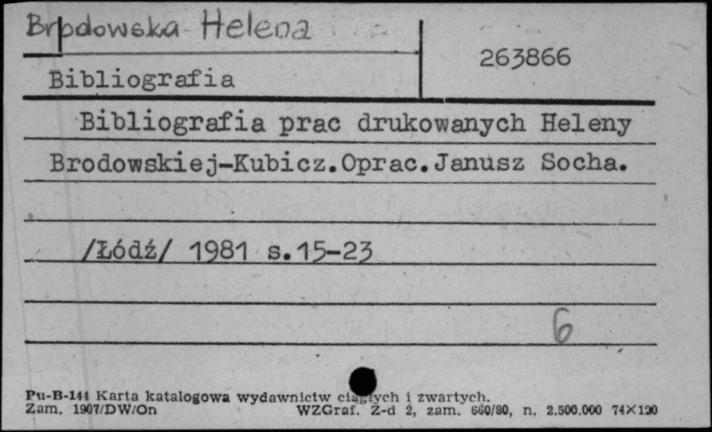 Brodowska Helena
263866
Bibliografia
Bibliografia prac drukowanych Heleny
Brodowskiej-Kubicz.Oprac.Janusz Socha.
/Łódź/ 1981 s.15-23
6
Pu-B-144 Karta katalogowa wydawnictw ciągłych i zwartych.
Zam. 1907/DW/On WZGraf. Z-d 2, zam. 660/80, n. 2.500.000 74×120